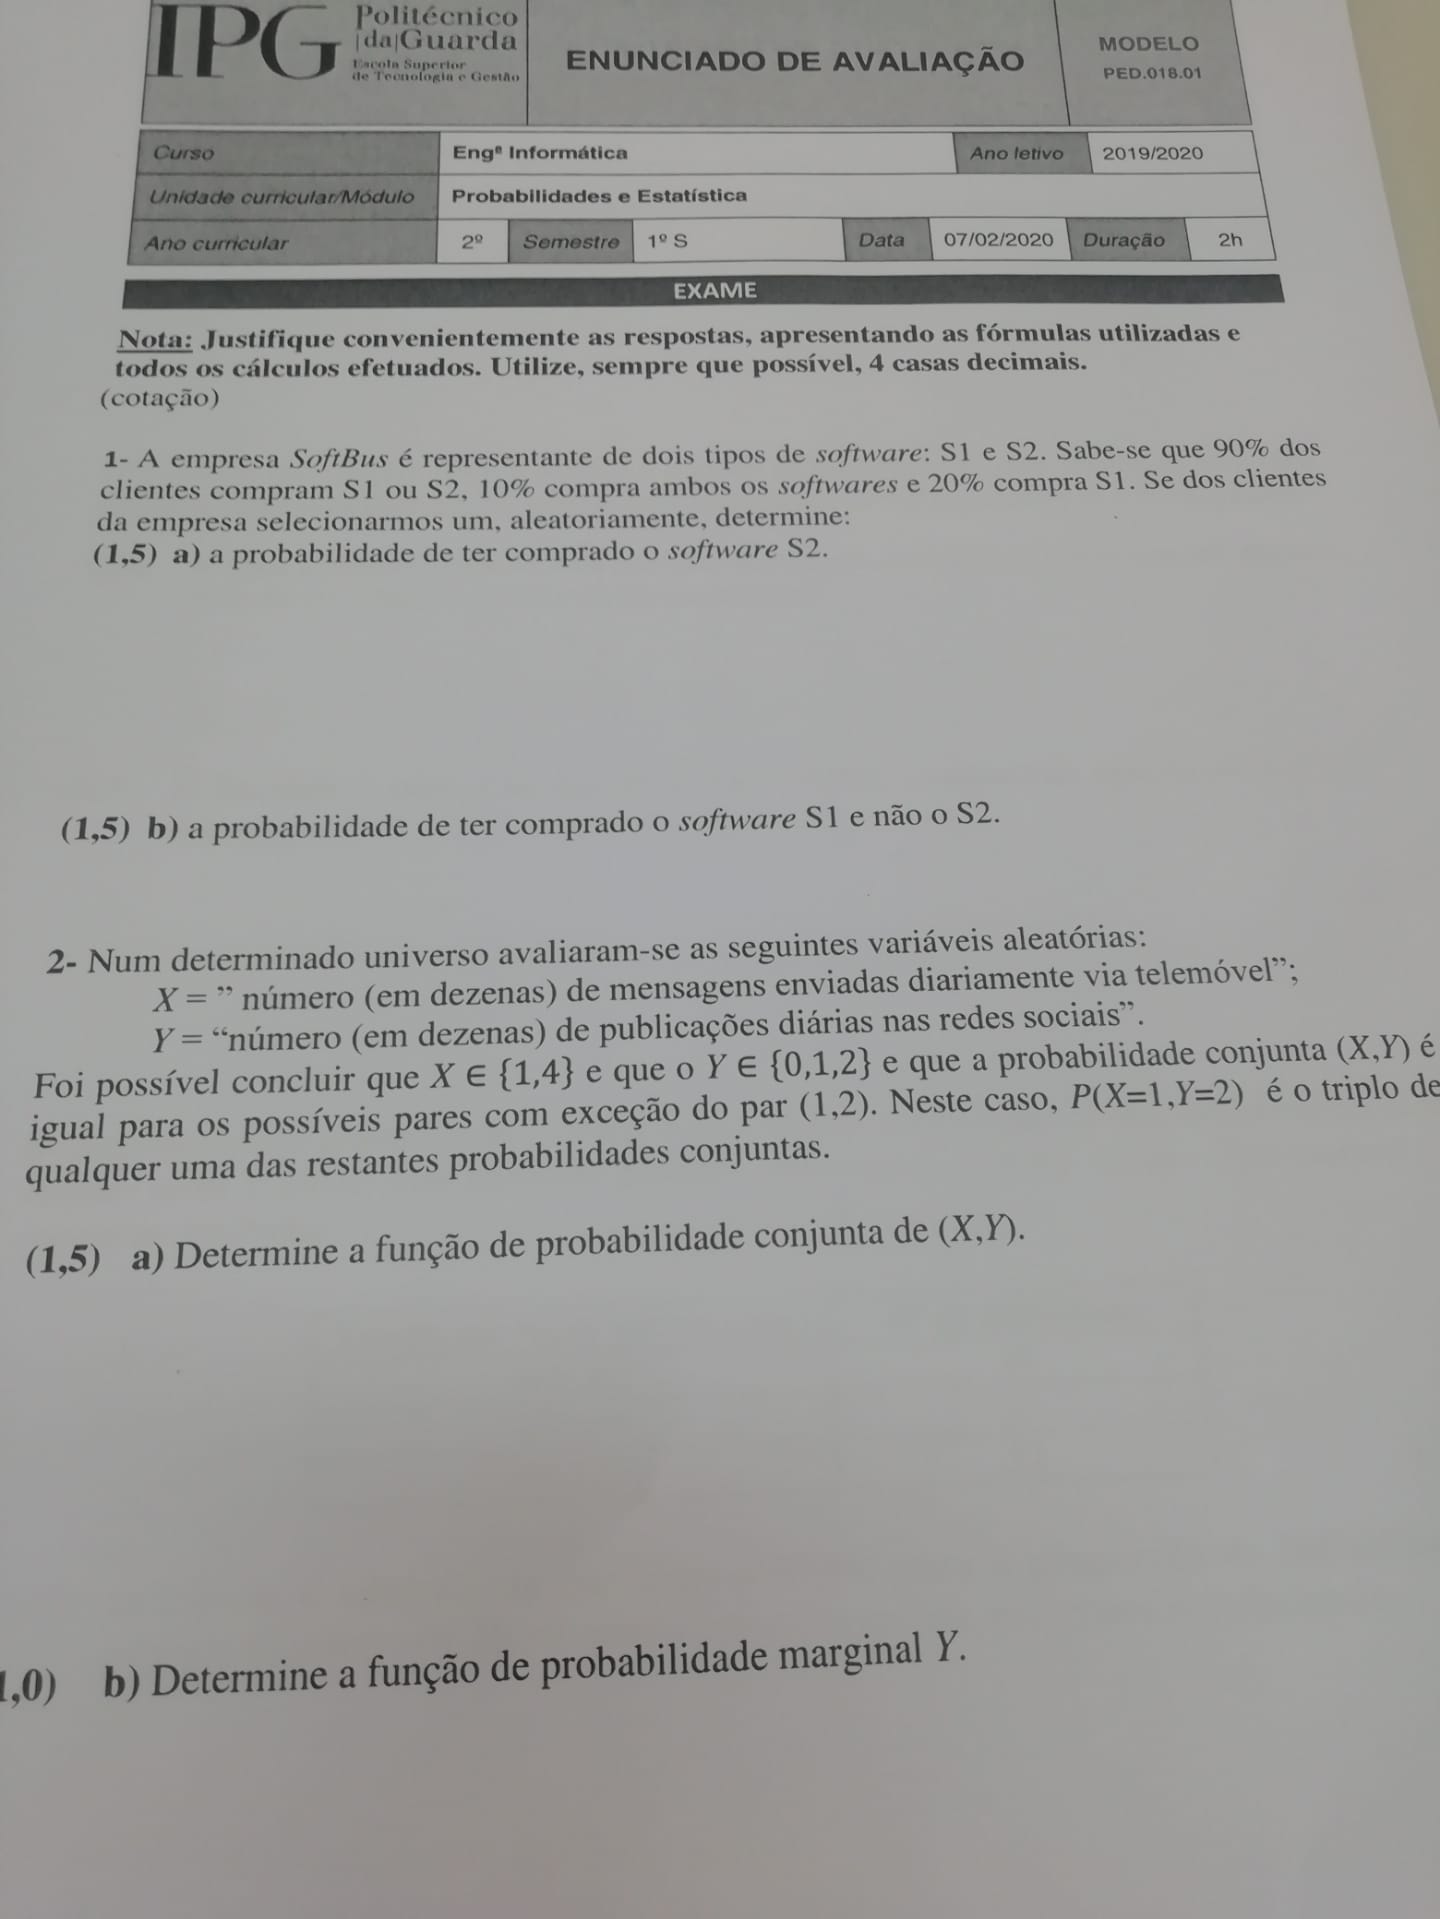 IPG
Politécnico
|da|Guarda
Escola Superior
de Tecnologia e Gestão
ENUNCIADO DE AVALIAÇÃO
MODELO
PED.018.01
Curso
Engª Informática
Ano letivo
2019/2020
Unidade curricular/Módulo
Probabilidades e Estatística
Ano curricular
2º
Semestre
1º S
Data
07/02/2020
Duração
2h
EXAME
Nota: Justifique convenientemente as respostas, apresentando as fórmulas utilizadas e
todos os cálculos efetuados. Utilize, sempre que possível, 4 casas decimais.
(cotação)
1- A empresa SoftBus é representante de dois tipos de software: S1 e S2. Sabe-se que 90% dos
clientes compram S1 ou S2, 10% compra ambos os softwares e 20% compra S1. Se dos clientes
da empresa selecionarmos um, aleatoriamente, determine:
(1,5) a) a probabilidade de ter comprado o software S2.
(1,5) b) a probabilidade de ter comprado o software S1 e não o S2.
2- Num determinado universo avaliaram-se as seguintes variáveis aleatórias:
X = ” número (em dezenas) de mensagens enviadas diariamente via telemóvel”;
Y = “número (em dezenas) de publicações diárias nas redes sociais”.
Foi possível concluir que X ∈ {1,4} e que o Y ∈ {0,1,2} e que a probabilidade conjunta (X,Y) é
igual para os possíveis pares com exceção do par (1,2). Neste caso, P(X=1,Y=2) é o triplo de
qualquer uma das restantes probabilidades conjuntas.
(1,5) a) Determine a função de probabilidade conjunta de (X,Y).
1,0) b) Determine a função de probabilidade marginal Y.